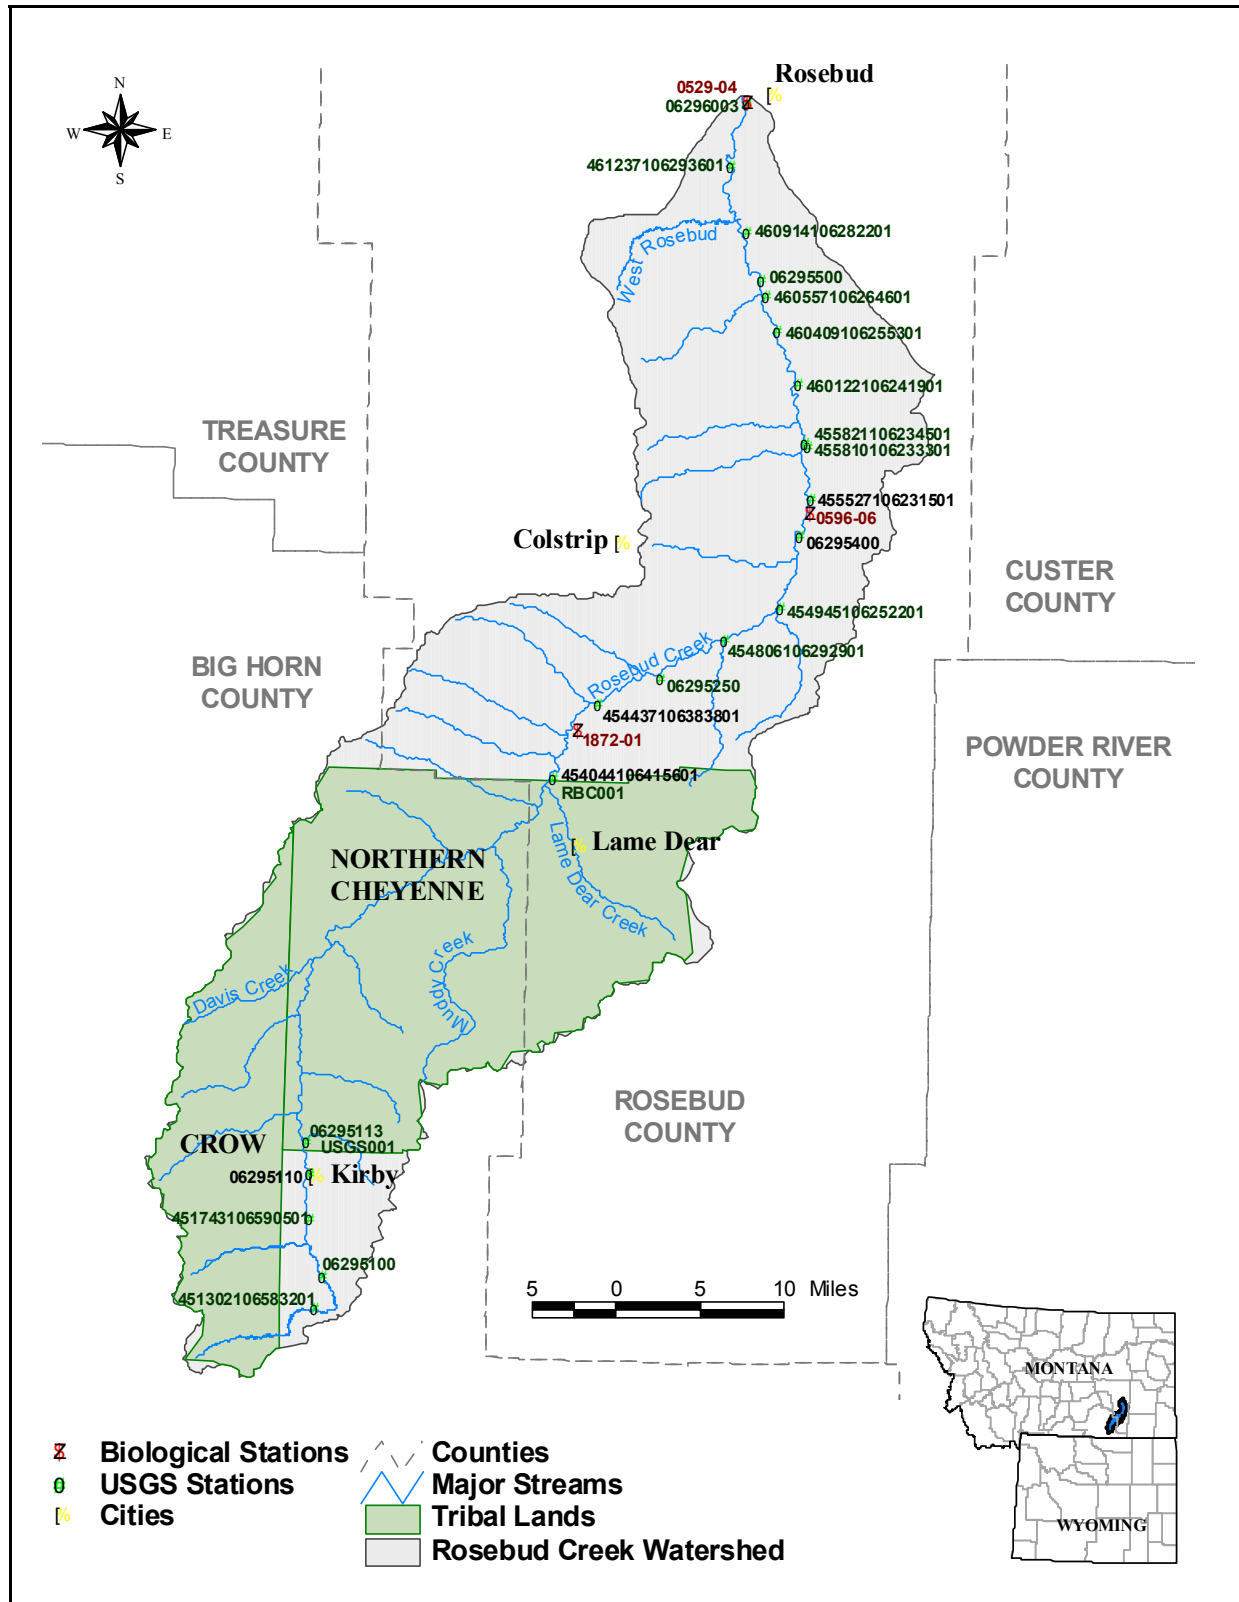 N
W
E
S
0529-04
Rosebud
06296003
461237106293601
West Rosebud
460914106282201
06295500
460557106264601
460409106255301
460122106241901
TREASURE
COUNTY
455821106234501
455810106233301
455527106231501
0596-06
Colstrip
06295400
CUSTER
COUNTY
454945106252201
BIG HORN
COUNTY
Rosebud Creek
454806106292901
06295250
454437106383801
1872-01
POWDER RIVER
COUNTY
454044106415601
RBC001
Lame Dear
NORTHERN
CHEYENNE
Lame Dear Creek
Muddy Creek
Davis Creek
ROSEBUD
COUNTY
06295113
USGS001
CROW
06295110
Kirby
451743106590501
06295100
451302106583201
5 0 5 10 Miles
MONTANA
WYOMING
Biological Stations
USGS Stations
Cities
Counties
Major Streams
Tribal Lands
Rosebud Creek Watershed